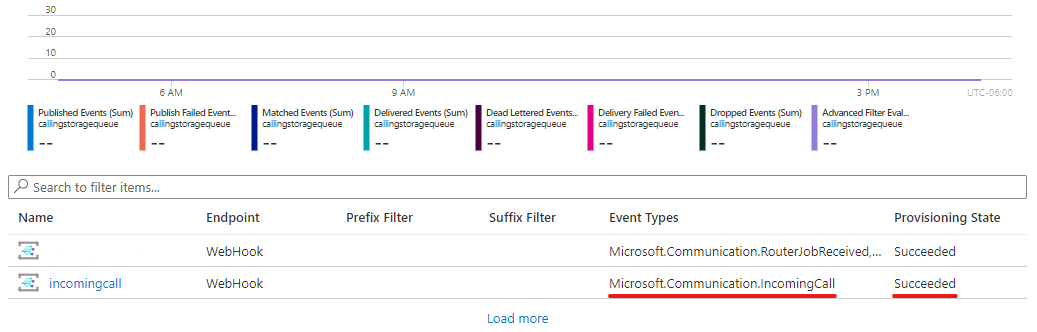 30
20
10
0
6 AM
9 AM
3 PM
UTC-06:00
Published Events (Sum)
callingstoragequeue
--
Publish Failed Event...
callingstoragequeue
--
Matched Events (Sum)
callingstoragequeue
--
Delivered Events (Sum)
callingstoragequeue
--
Dead Lettered Events...
callingstoragequeue
--
Delivery Failed Even...
callingstoragequeue
--
Dropped Events (Sum)
callingstoragequeue
--
Advanced Filter Eval...
callingstoragequeue
--
Search to filter items...
Name Endpoint Prefix Filter Suffix Filter Event Types Provisioning State
WebHook Microsoft.Communication.RouterJobReceived,... Succeeded
incomingcall WebHook Microsoft.Communication.IncomingCall Succeeded
Load more